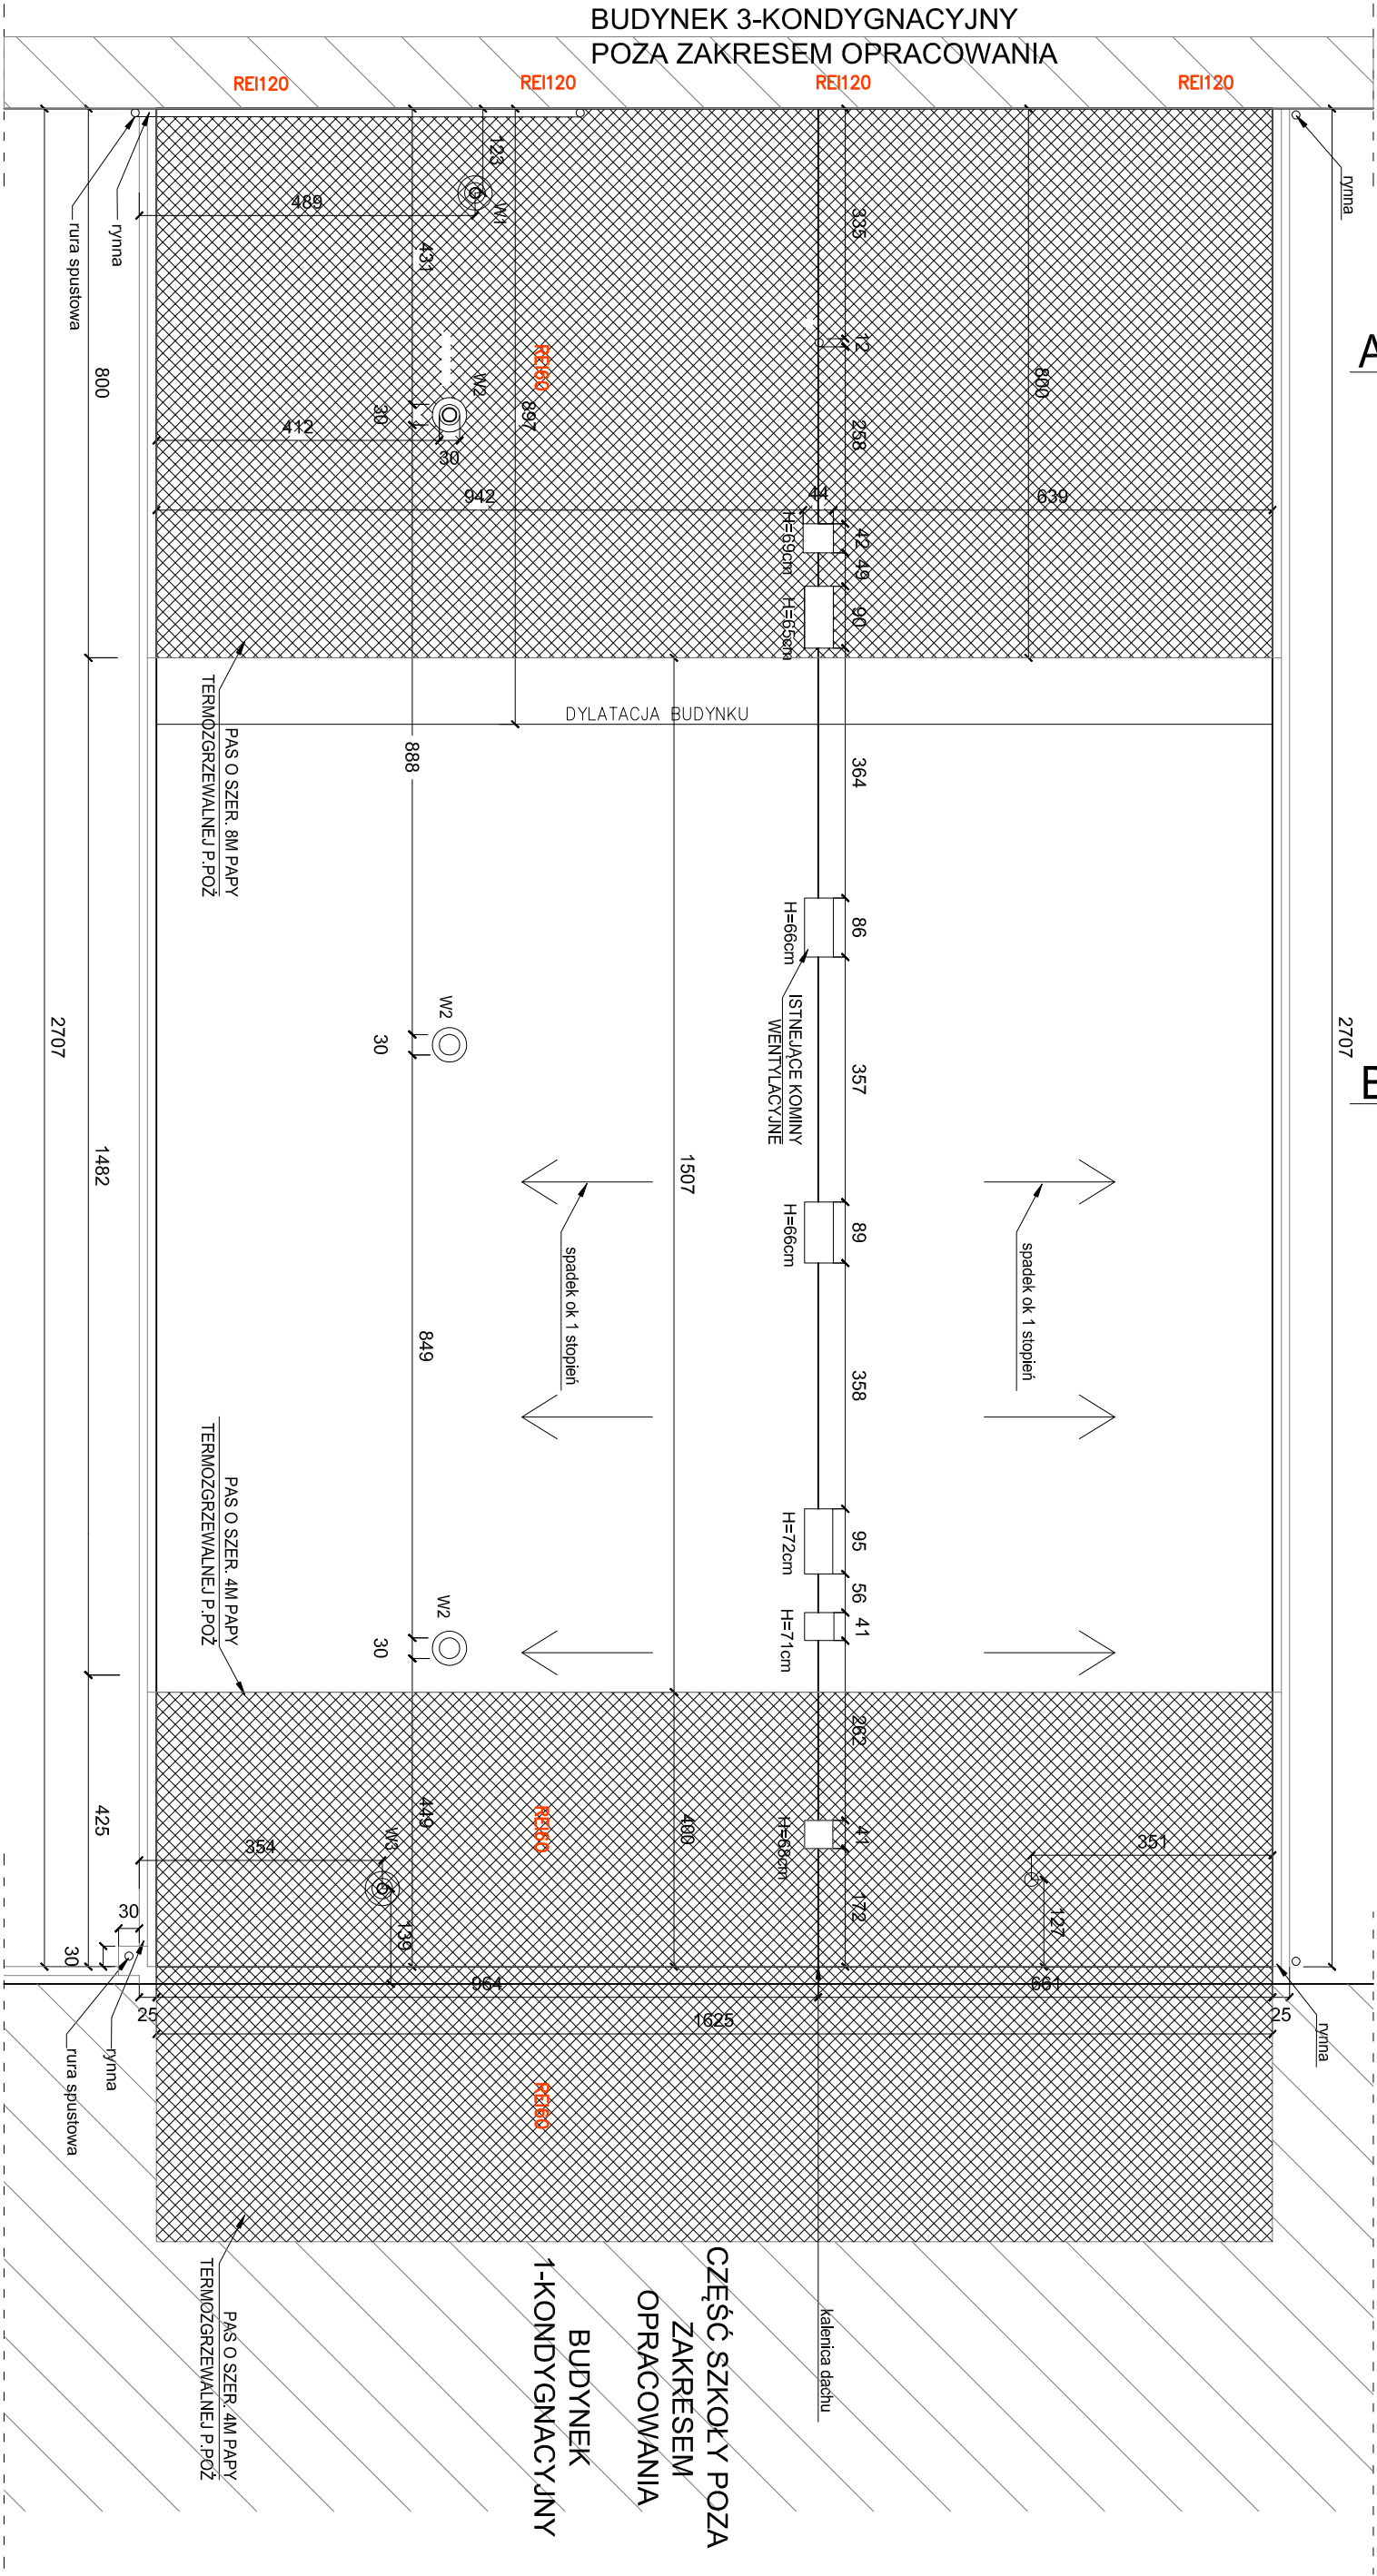 BUDYNEK 3-KONDYGNACYJNY
POZA ZAKRESEM OPRACOWANIA
REI120
REI120
REI120
REI120
rynna
rura spustowa
rynna
123
489
W1
431
335
12
800
A
800
REI60
W2
897
30
412
30
258
942
44
639
H=69cm
42
49
H=65cm
90
PAS O SZER. 8M PAPY
TERMOZGRZEWALNEJ P.POŻ
DYLATACJA BUDYNKU
888
364
H=66cm
86
ISTNIEJĄCE KOMINY
WENTYLACYJNE
W2
30
2707
2707
357
B
1482
1507
H=66cm
89
spadek ok 1 stopień
spadek ok 1 stopień
849
358
PAS O SZER. 4M PAPY
TERMOZGRZEWALNEJ P.POŻ
H=72cm
95
56
W2
30
H=71cm
41
262
425
449
REI60
400
H=68cm
41
354
W3
351
172
127
139
30
30
964
661
25
1625
25
rynna
rynna
rura spustowa
REI60
PAS O SZER. 4M PAPY
TERMOZGRZEWALNEJ P.POŻ
kalenica dachu
CZĘŚĆ SZKOŁY POZA
ZAKRESEM
OPRACOWANIA
BUDYNEK
1-KONDYGNACYJNY